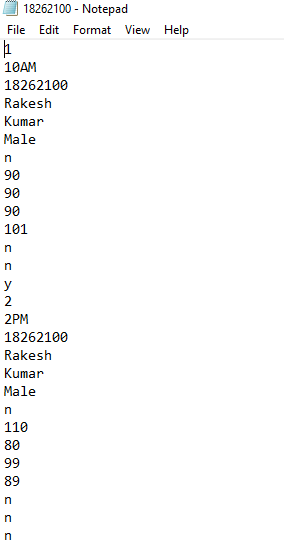 18262100 - Notepad
File Edit Format View Help
1
10AM
18262100
Rakesh
Kumar
Male
n
90
90
90
101
n
n
y
2
2PM
18262100
Rakesh
Kumar
Male
n
110
80
99
89
n
n
n